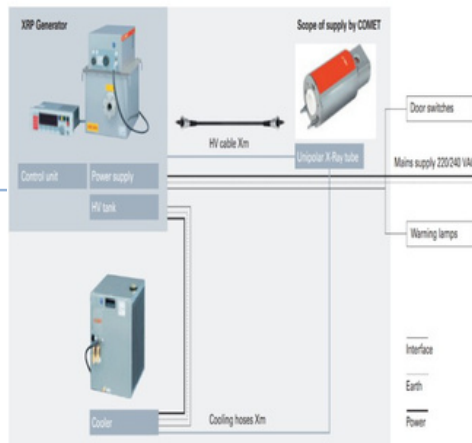 XRP Generator
Scope of supply by COMET
HV cable Xm
Door switches
Control unit
Power supply
Unipolar X-Ray tube
Mains supply 220/240 VA
HV tank
Warning lamps
Interface
Earth
Cooler
Cooling hoses Xm
Power